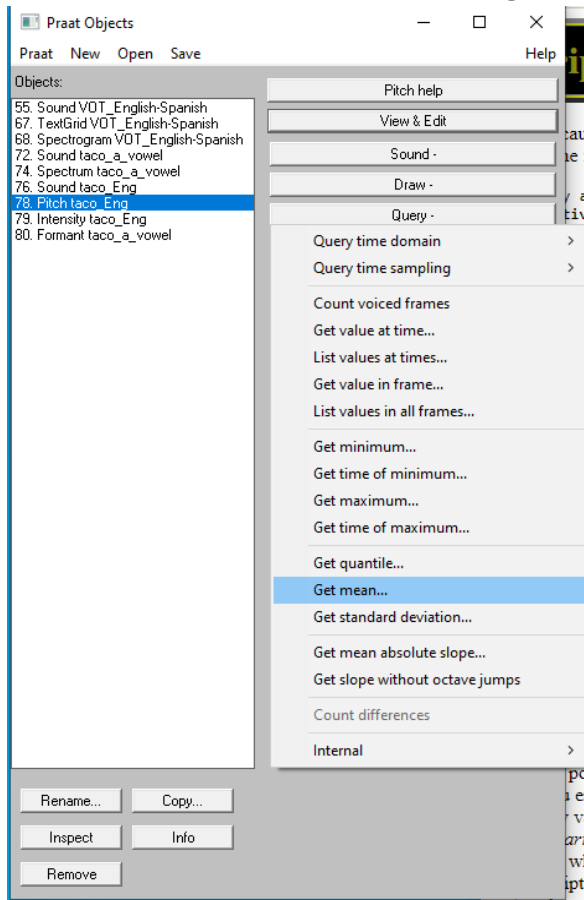 Praat Objects
Praat New Open Save Help
Objects:
55. Sound VOT_English-Spanish
67. TextGrid VOT_English-Spanish
68. Spectrogram VOT_English-Spanish
72. Sound taco_a_vowel
74. Spectrum taco_a_vowel
76. Sound taco_Eng
78. Pitch taco_Eng
79. Intensity taco_Eng
80. Formant taco_a_vowel
Pitch help
View & Edit
Sound -
Draw -
Query -
Query time domain >
Query time sampling >
Count voiced frames
Get value at time...
List values at times...
Get value in frame...
List values in all frames...
Get minimum...
Get time of minimum...
Get maximum...
Get time of maximum...
Get quantile...
Get mean...
Get standard deviation...
Get mean absolute slope...
Get slope without octave jumps
Count differences
Internal >
Rename... Copy...
Inspect Info
Remove